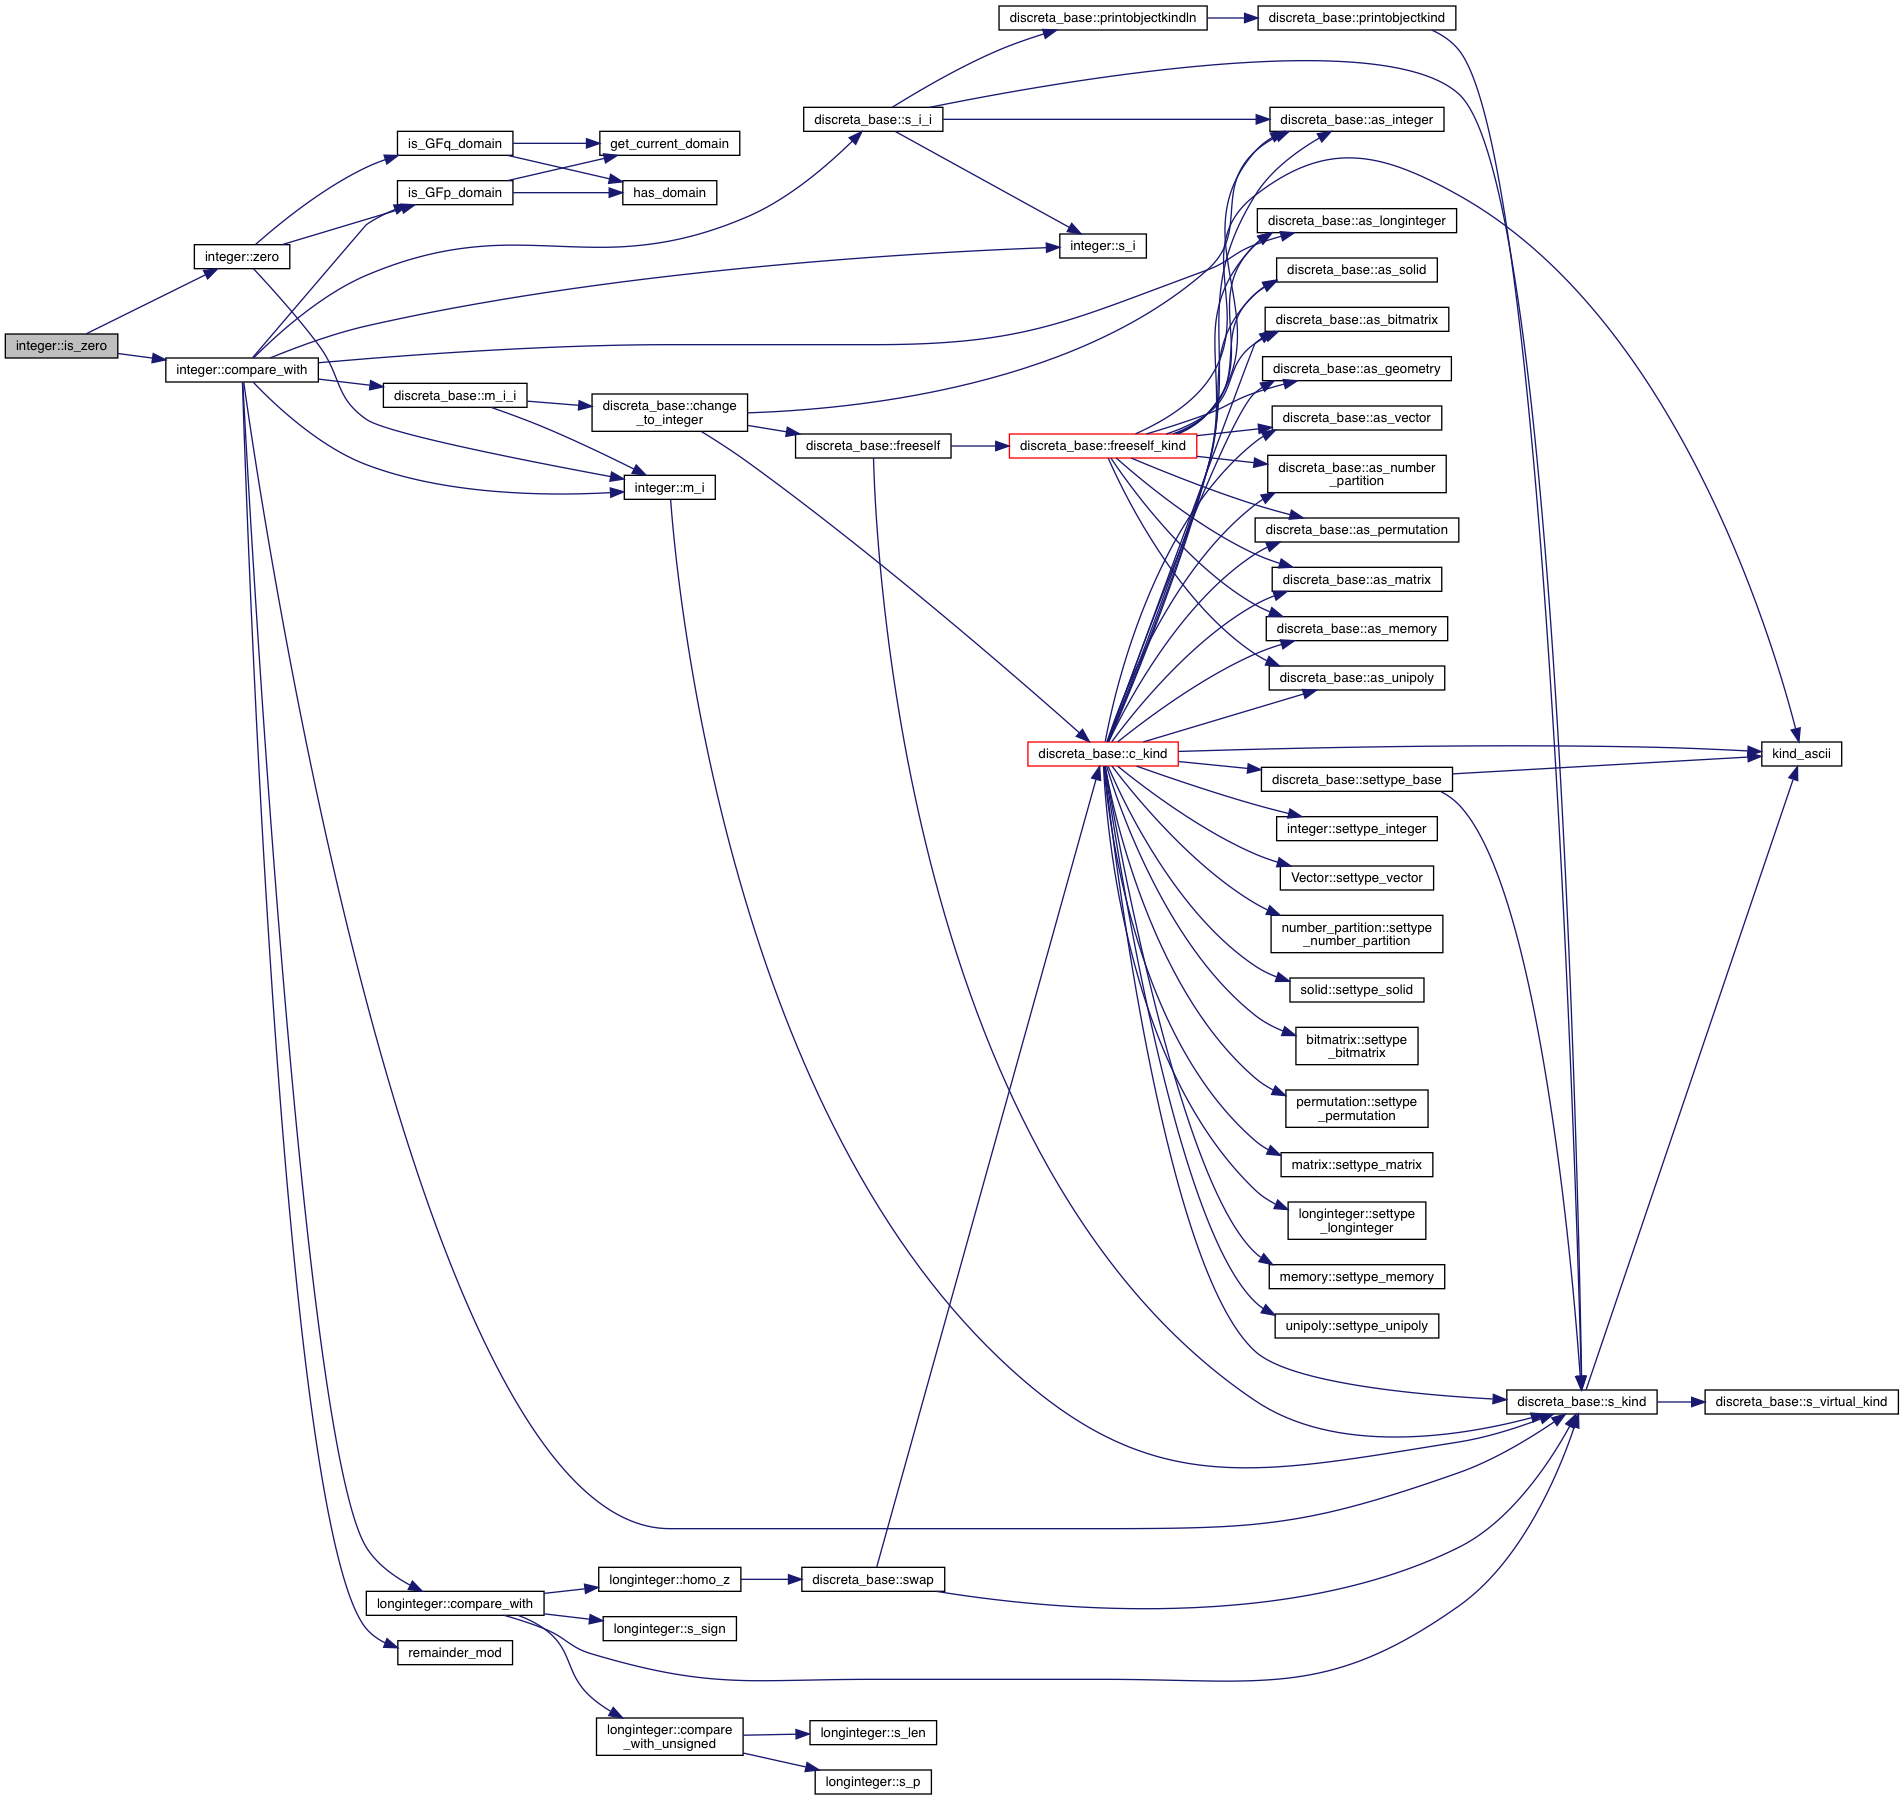 discreta_base::printobjectkindln
discreta_base::printobjectkind
discreta_base::s_i_i
discreta_base::as_integer
is_GFq_domain
get_current_domain
is_GFp_domain
has_domain
discreta_base::as_longinteger
integer::s_i
integer::zero
discreta_base::as_solid
discreta_base::as_bitmatrix
integer::is_zero
integer::compare_with
discreta_base::as_geometry
discreta_base::m_i_i
discreta_base::change
_to_integer
discreta_base::as_vector
discreta_base::freeself
discreta_base::freeself_kind
discreta_base::as_number
_partition
integer::m_i
discreta_base::as_permutation
discreta_base::as_matrix
discreta_base::as_memory
discreta_base::as_unipoly
discreta_base::c_kind
kind_ascii
discreta_base::settype_base
integer::settype_integer
Vector::settype_vector
number_partition::settype
_number_partition
solid::settype_solid
bitmatrix::settype
_bitmatrix
permutation::settype
_permutation
matrix::settype_matrix
longinteger::settype
_longinteger
memory::settype_memory
unipoly::settype_unipoly
discreta_base::s_kind
discreta_base::s_virtual_kind
longinteger::homo_z
discreta_base::swap
longinteger::compare_with
longinteger::s_sign
remainder_mod
longinteger::compare
_with_unsigned
longinteger::s_len
longinteger::s_p